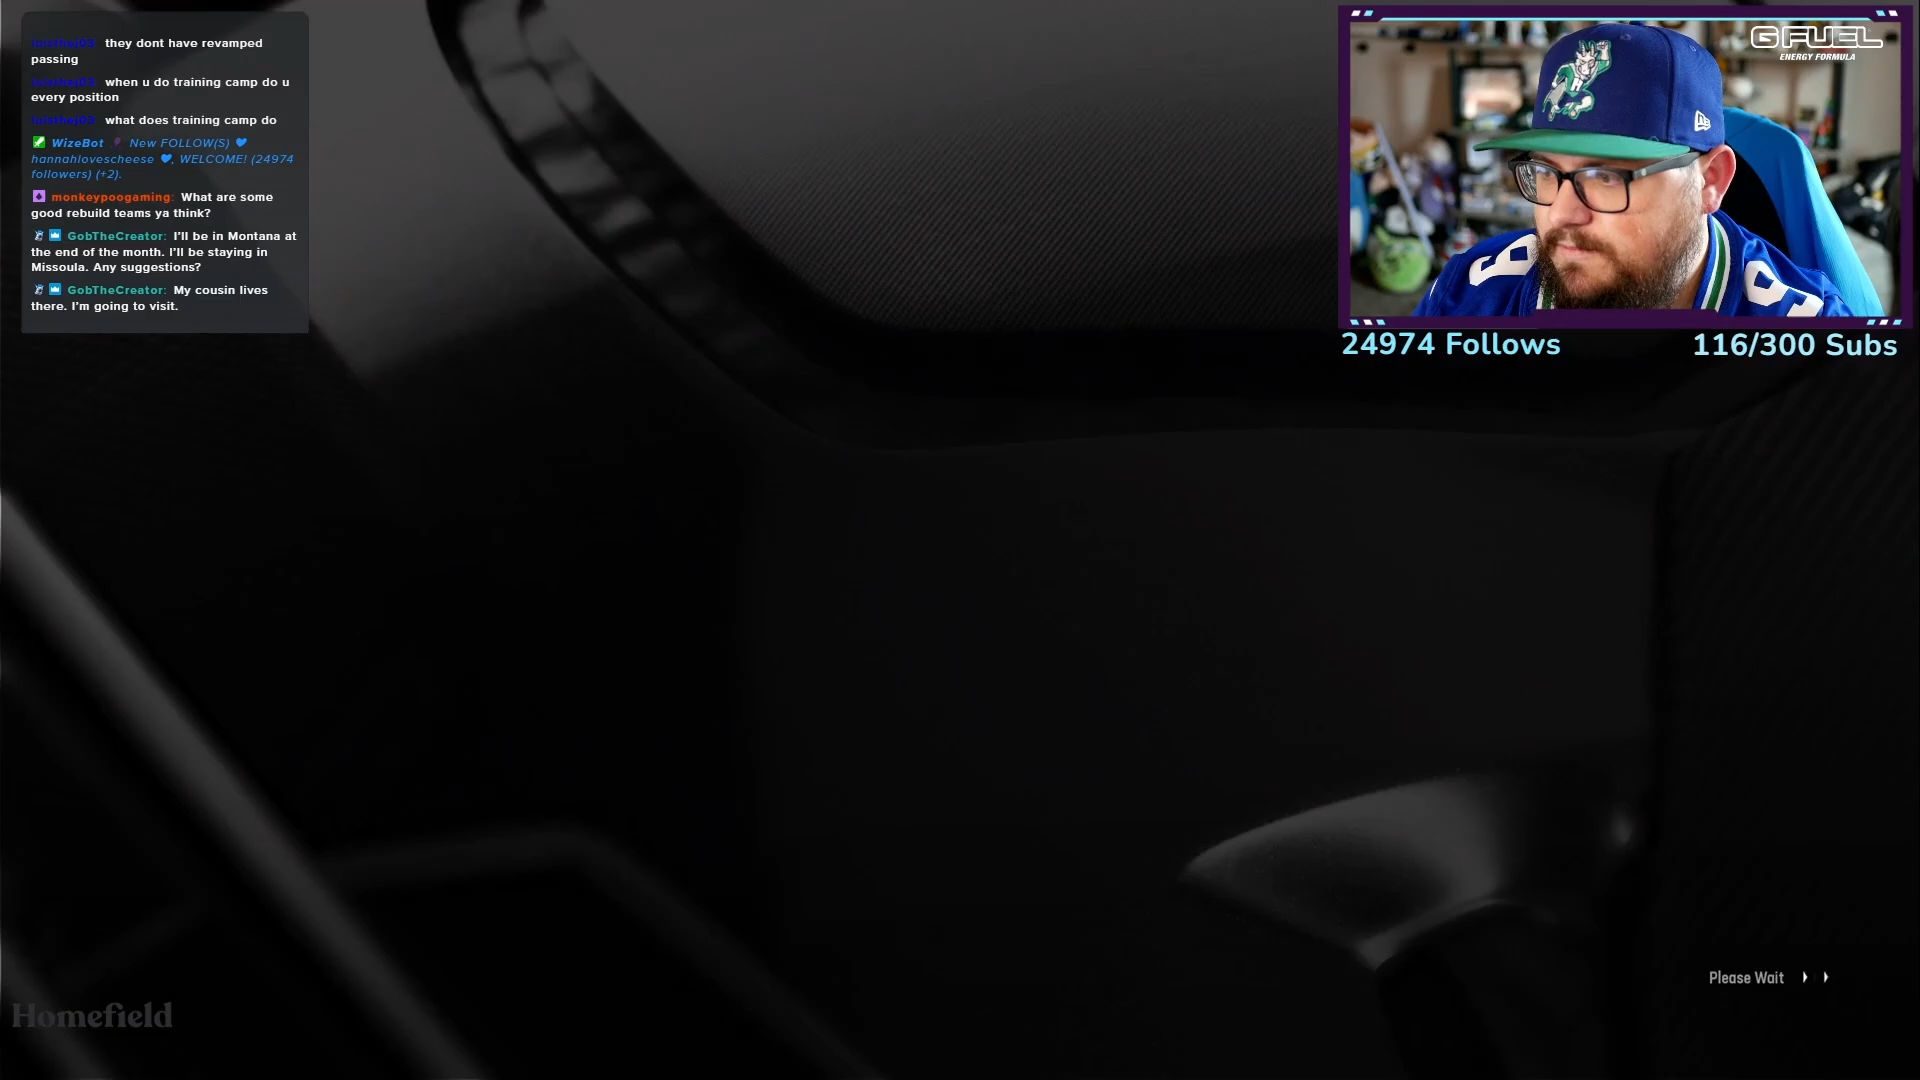 they dont have revamped
passing
when u do training camp do u
every position
what does training camp do
WizeBot New FOLLOW(S)
hannahlovescheese , WELCOME! (24974
followers) (+2).
monkeypoogaming: What are some
good rebuild teams ya think?
GobTheCreator: I'll be in Montana at
the end of the month. I'll be staying in
Missoula. Any suggestions?
GobTheCreator: My cousin lives
there. I'm going to visit.
G FUEL
ENERGY FORMULA
24974 Follows
116/300 Subs
Please Wait
Homefield